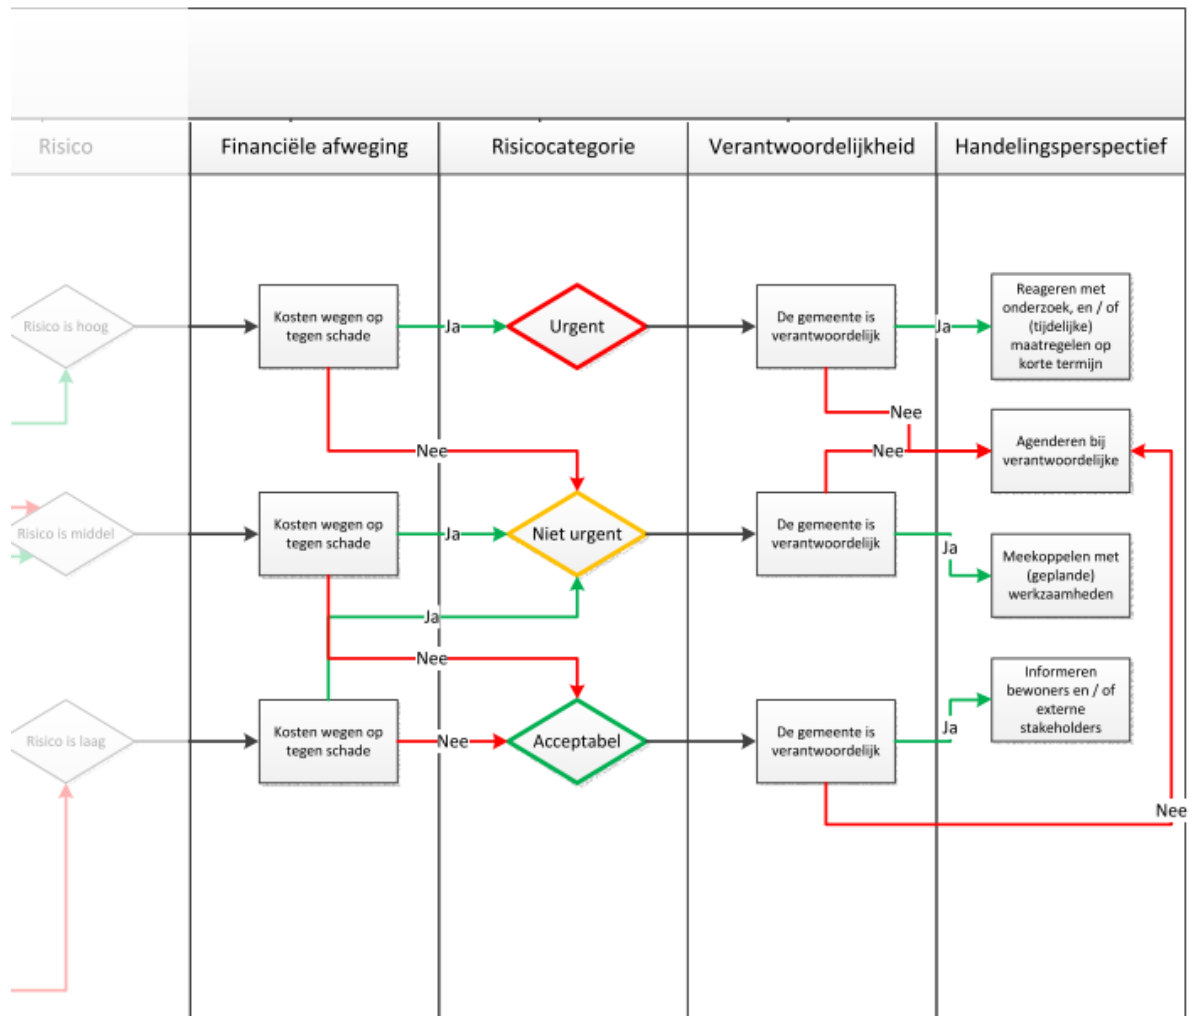 Risico
Financiële afweging
Risicocategorie
Verantwoordelijkheid
Handelingsperspectief
Risico is hoog
Kosten wegen op
tegen schade
Ja
Urgent
De gemeente is
verantwoordelijk
Ja
Reageren met
onderzoek, en / of
(tijdelijke)
maatregelen op
korte termijn
Nee
Nee
Nee
Agenderen bij
verantwoordelijke
Risico is middel
Kosten wegen op
tegen schade
Ja
Niet urgent
De gemeente is
verantwoordelijk
Ja
Meekoppelen met
(geplande)
werkzaamheden
Ja
Nee
Risico is laag
Kosten wegen op
tegen schade
Nee
Acceptabel
De gemeente is
verantwoordelijk
Ja
Informeren
bewoners en / of
externe
stakeholders
Nee